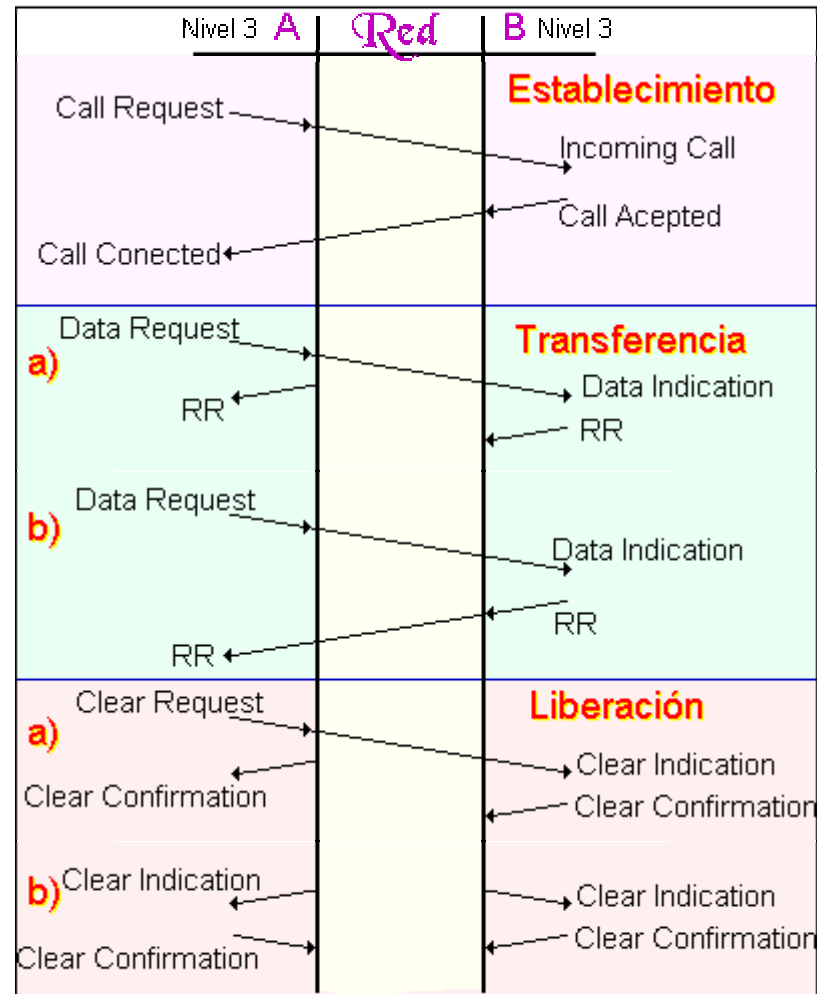 Nivel 3 A Red B Nivel 3
Establecimiento
Call Request
Incoming Call
Call Acepted
Call Conected
Transferencia
a)
Data Request
Data Indication
RR
RR
b)
Data Request
Data Indication
RR
RR
Liberación
a)
Clear Request
Clear Indication
Clear Confirmation
Clear Confirmation
b)
Clear Indication
Clear Indication
Clear Confirmation
Clear Confirmation